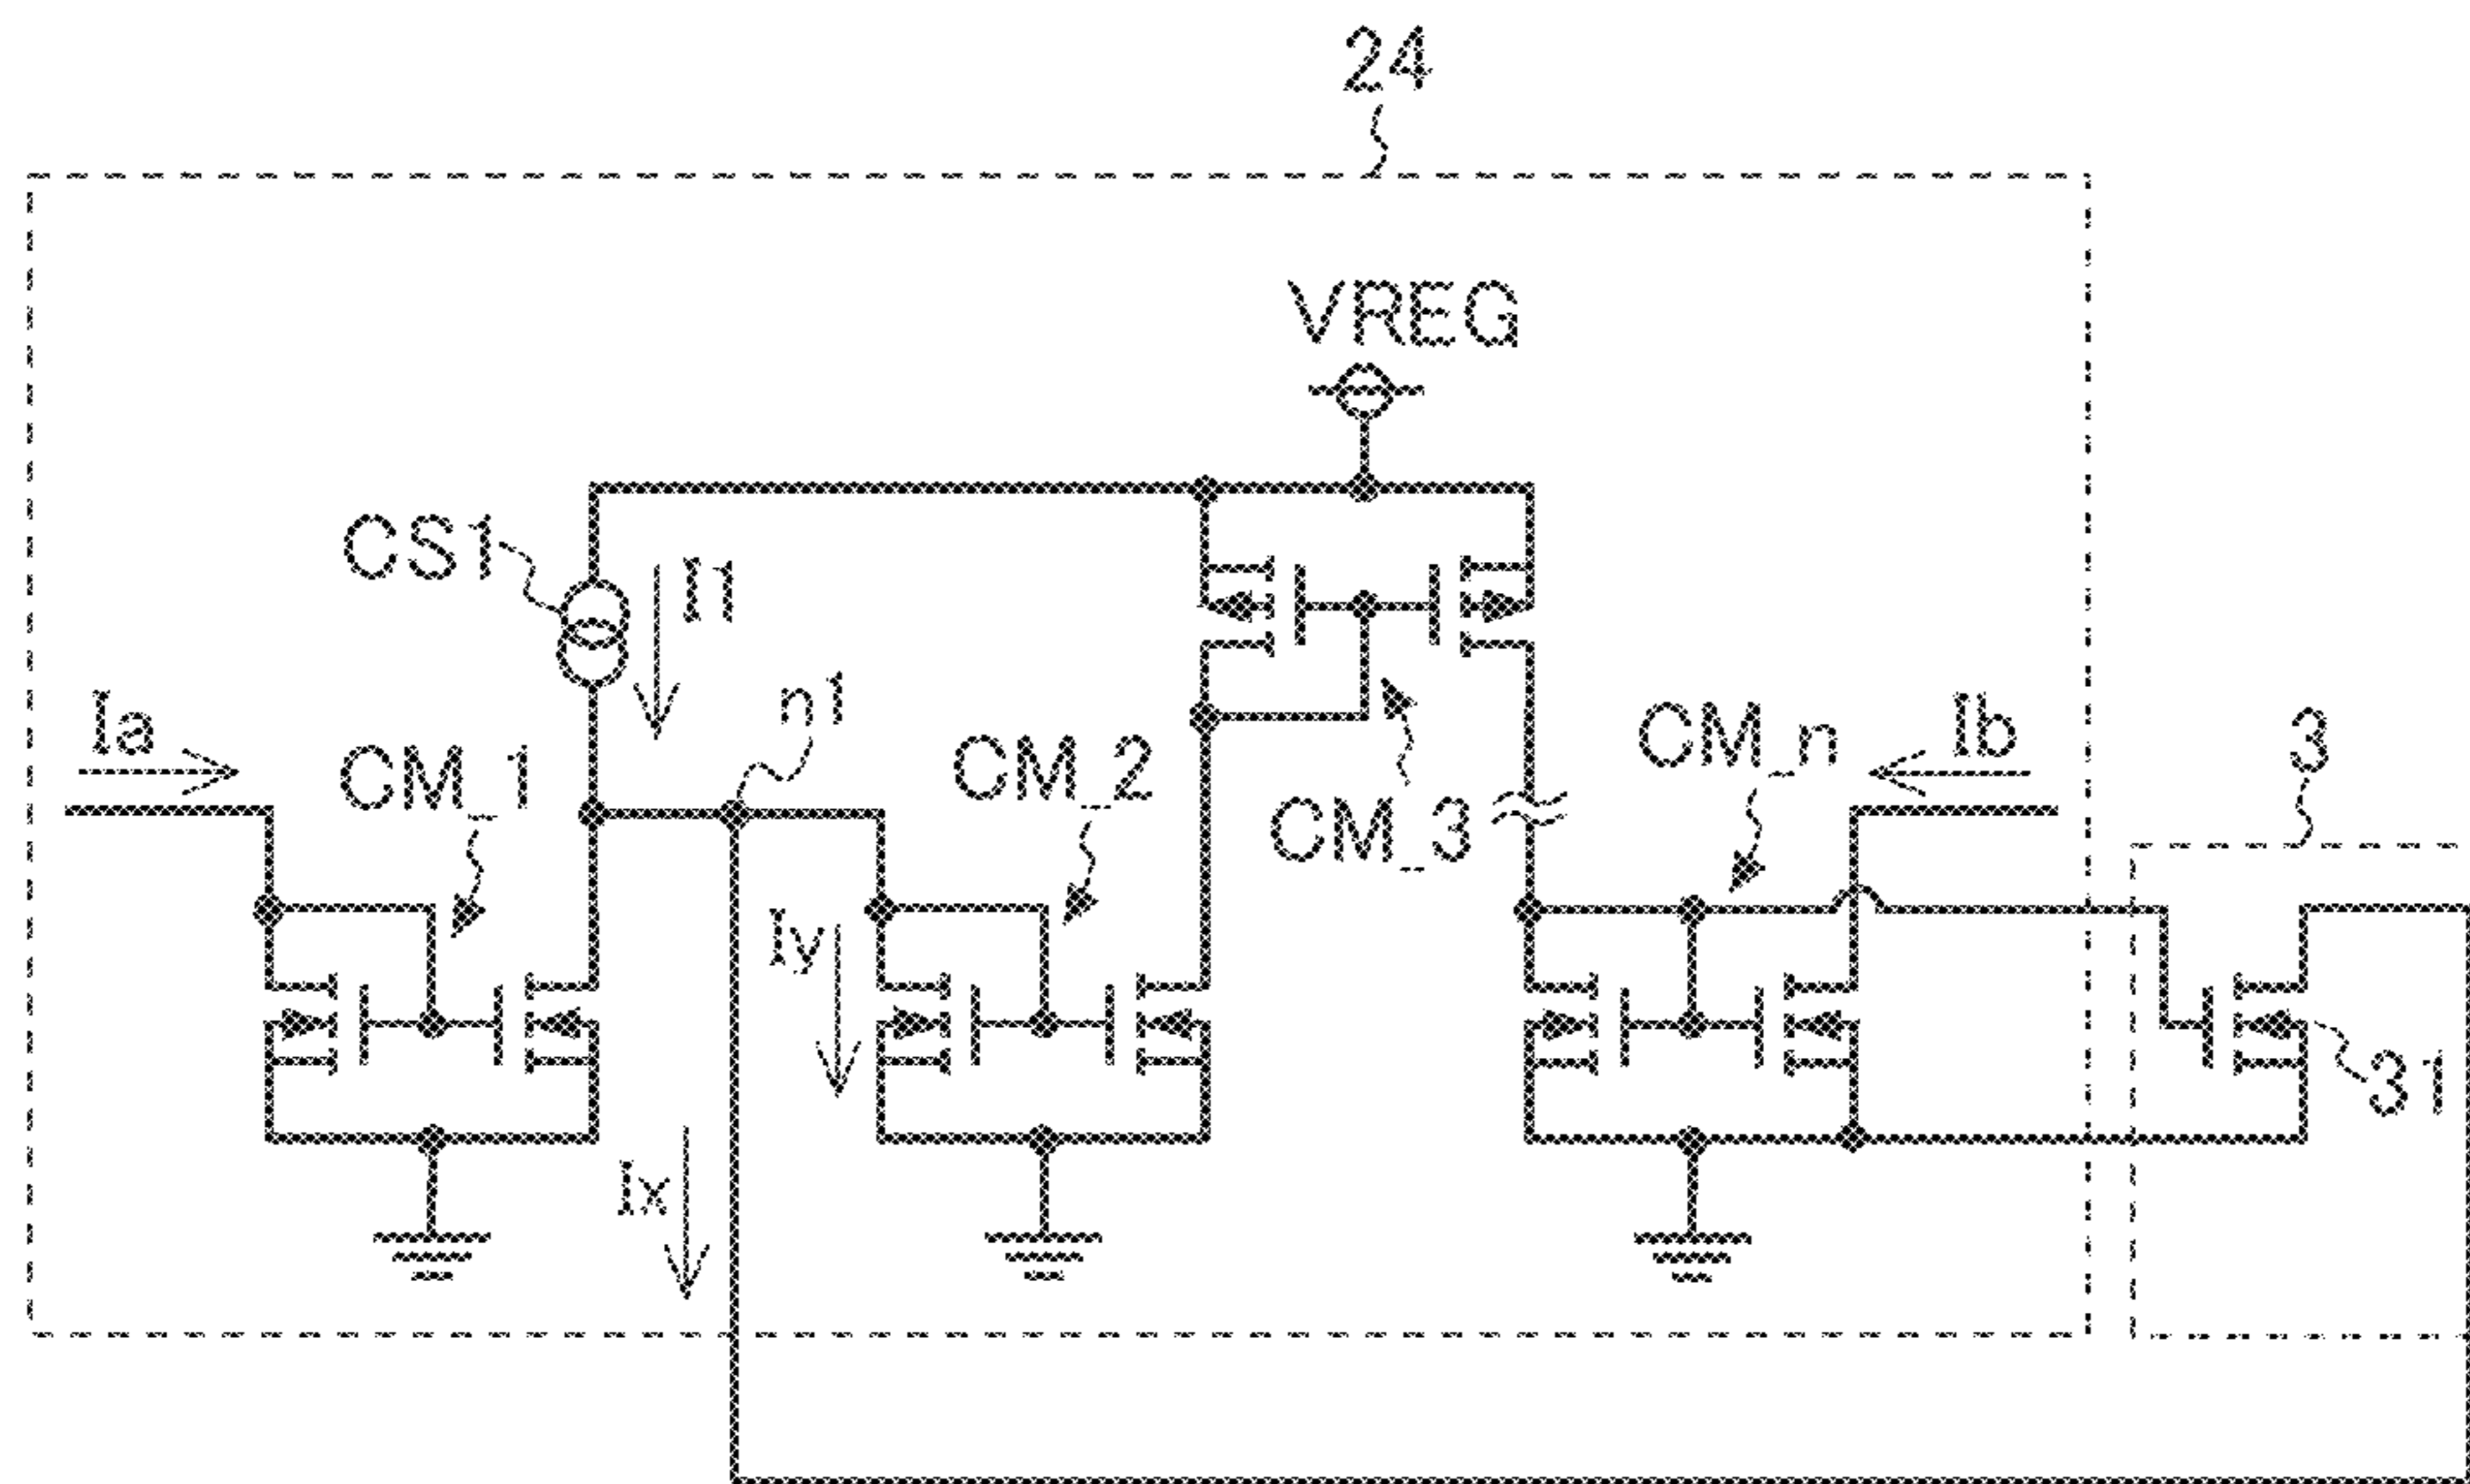 24
VREG
CS1
I1
n1
Ia
CM_1
CM_2
CM_3
CM_n
Ib
3
Iy
Ix
31